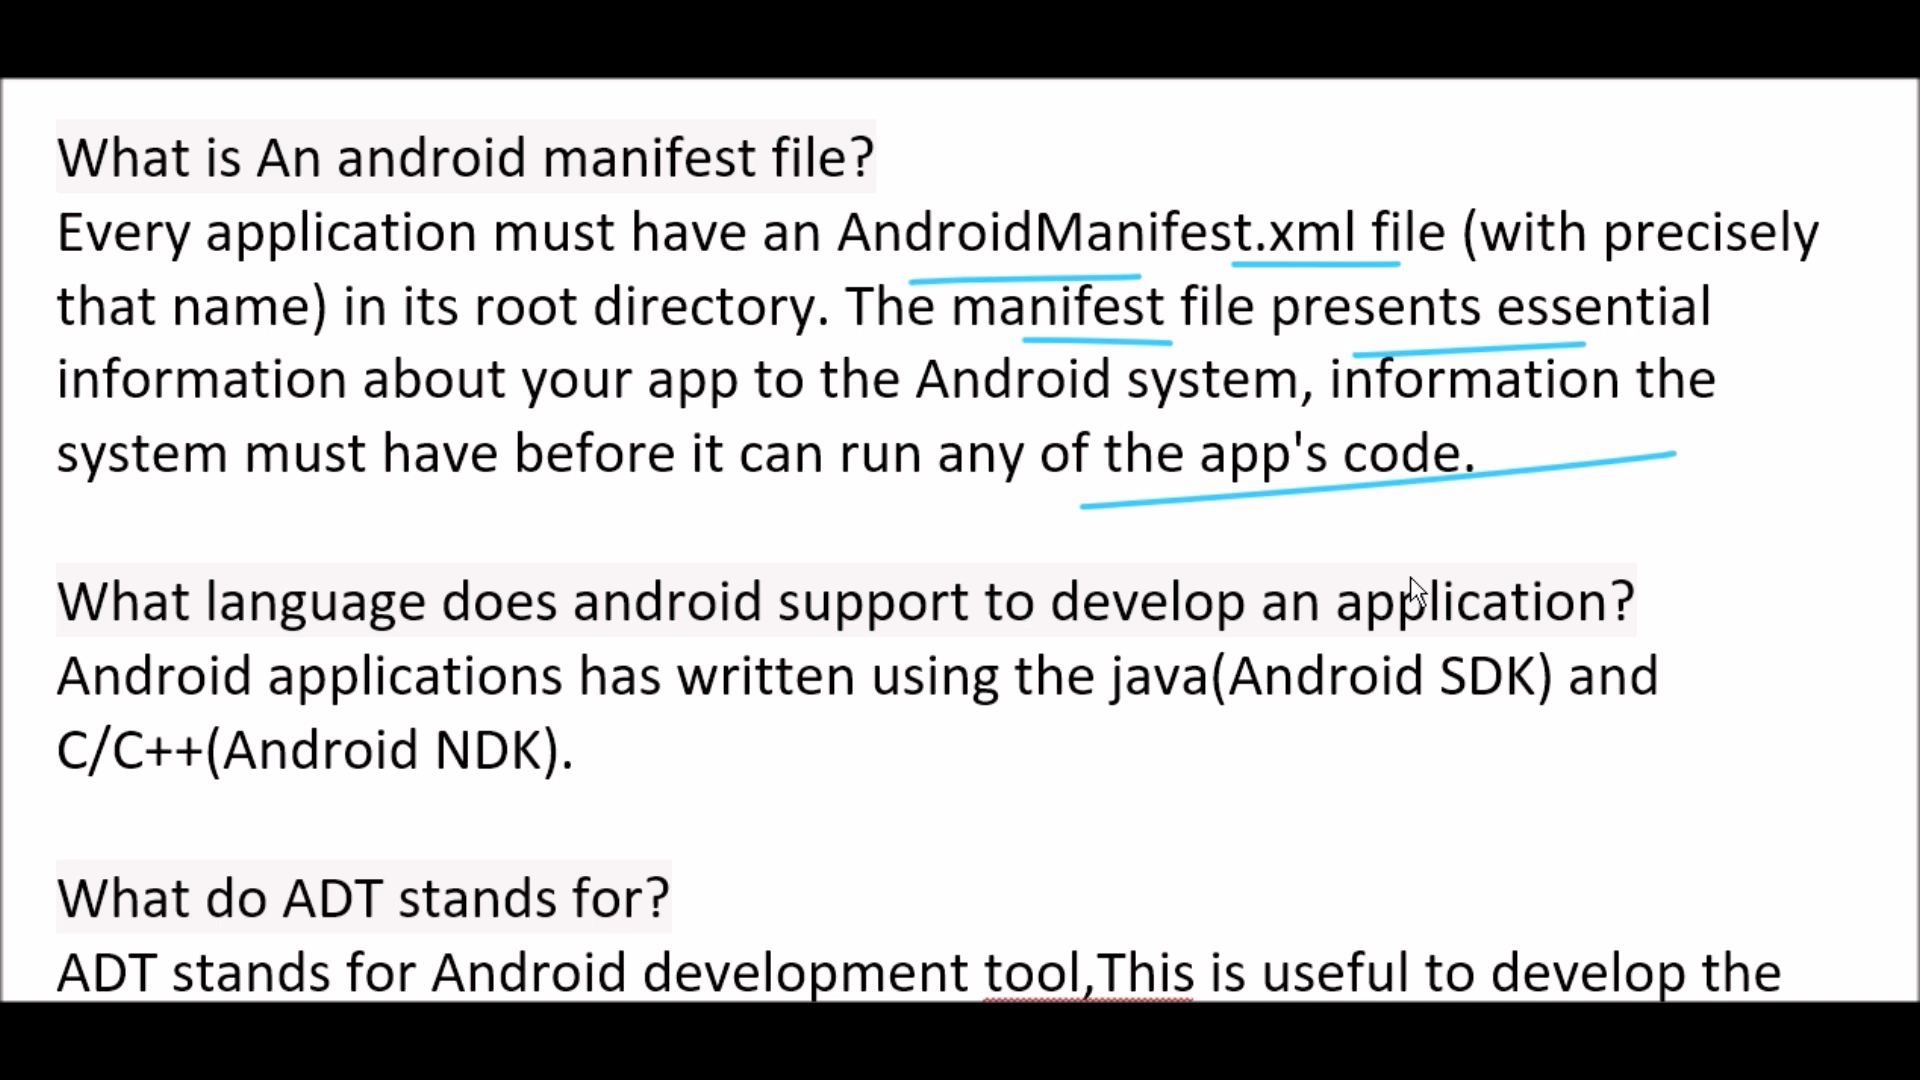 What is An android manifest file?
Every application must have an AndroidManifest.xml file (with precisely
that name) in its root directory. The manifest file presents essential
information about your app to the Android system, information the
system must have before it can run any of the app's code.
What language does android support to develop an application?
Android applications has written using the java(Android SDK) and
C/C++(Android NDK).
What do ADT stands for?
ADT stands for Android development tool,This is useful to develop the